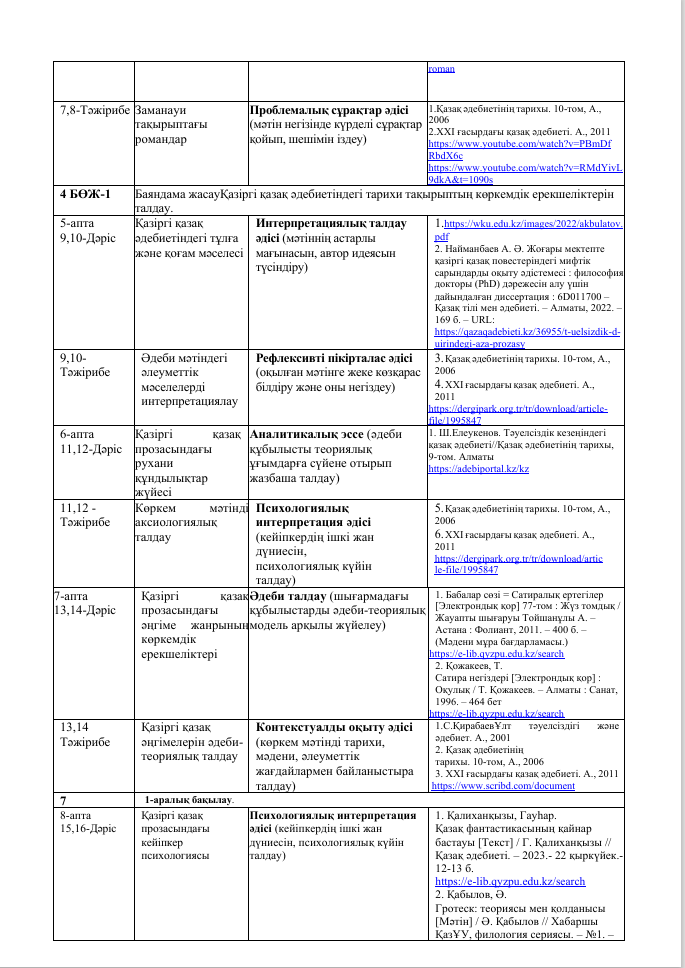 roman
7,8-Тәжірибе
Заманауи
тақырыптағы
романдар
Проблемалық сұрақтар әдісі
(мәтін негізінде күрделі сұрақтар
қойып, шешімін іздеу)
1.Қазақ әдебиетінің тарихы. 10-том, А.,
2006
2.XXI ғасырдағы қазақ әдебиеті. А., 2011
https://www.youtube.com/watch?v=PBmDf
RbdX6c
https://www.youtube.com/watch?v=RMdYivL
9dkA&t=1090s
4 БӨЖ-1
Баяндама жасауҚазіргі қазақ әдебиетіндегі тарихи тақырыптың көркемдік ерекшеліктерін
талдау.
5-апта
9,10-Дәріс
Қазіргі қазақ
әдебиетіндегі тұлға
және қоғам мәселесі
Интерпретациялық талдау
әдісі (мәтіннің астарлы
мағынасын, автор идеясын
түсіндіру)
1.https://wku.edu.kz/images/2022/akbulatov.
pdf
2. Найманбаев А. Ә. Жоғары мектепте
қазіргі қазақ повестеріндегі мифтік
сарындарды оқыту әдістемесі : философия
докторы (PhD) дәрежесін алу үшін
дайындалған диссертация : 6D011700 –
Қазақ тілі мен әдебиеті. – Алматы, 2022. –
169 б. – URL:
https://qazaqadebieti.kz/36955/t-uelsizdik-d-
uirindegi-aza-prozasy
9,10-
Тәжірибе
Әдеби мәтіндегі
әлеуметтік
мәселелерді
интерпретациялау
Рефлексивті пікірталас әдісі
(оқылған мәтінге жеке көзқарас
білдіру және оны негіздеу)
3. Қазақ әдебиетінің тарихы. 10-том, А.,
2006
4. XXI ғасырдағы қазақ әдебиеті. А.,
2011
https://dergipark.org.tr/tr/download/article-
file/1995847
6-апта
11,12-Дәріс
Қазіргі қазақ
прозасындағы
рухани
құндылықтар
жүйесі
Аналитикалық эссе (әдеби
құбылысты теориялық
ұғымдарға сүйене отырып
жазбаша талдау)
1. Ш.Елеукенов. Тәуелсіздік кезеңіндегі
қазақ әдебиеті//Қазақ әдебиетінің тарихы,
9-том. Алматы
https://adebiportal.kz/kz
11,12 -
Тәжірибе
Көркем мәтінді
аксиологиялық
талдау
Психологиялық
интерпретация әдісі
(кейіпкердің ішкі жан
дүниесін,
психологиялық күйін
талдау)
5. Қазақ әдебиетінің тарихы. 10-том, А.,
2006
6. XXI ғасырдағы қазақ әдебиеті. А.,
2011
https://dergipark.org.tr/tr/download/artic
le-file/1995847
7-апта
13,14-Дәріс
Қазіргі қазақ
прозасындағы
әңгіме жанрының
көркемдік
ерекшеліктері
Әдеби талдау (шығармадағы
құбылыстарды әдеби-теориялық
модель арқылы жүйелеу)
1. Бабалар сөзі = Сатиралық ертегілер
[Электрондық қор] 77-том : Жүз томдық /
Жауапты шығаруы Тойшанұлы А. –
Астана : Фолиант, 2011. – 400 б. –
(Мәдени мұра бағдарламасы.)
https://e-lib.qyzpu.edu.kz/search
2. Қожакеев, Т.
Сатира негіздері [Электрондық қор] :
Оқулық / Т. Қожакеев. – Алматы : Санат,
1996. – 464 бет
https://e-lib.qyzpu.edu.kz/search
13,14
Тәжірибе
Қазіргі қазақ
әңгімелерін әдеби-
теориялық талдау
Контекстуалды оқыту әдісі
(көркем мәтінді тарихи,
мәдени, әлеуметтік
жағдайлармен байланыстыра
талдау)
1.С.ҚирабаевҰлт тәуелсіздігі және
әдебиет. А., 2001
2. Қазақ әдебиетінің
тарихы. 10-том, А., 2006
3. XXI ғасырдағы қазақ әдебиеті. А., 2011
https://www.scribd.com/document
7
1-аралық бақылау.
8-апта
15,16-Дәріс
Қазіргі қазақ
прозасындағы
кейіпкер
психологиясы
Психологиялық интерпретация
әдісі (кейіпкердің ішкі жан
дүниесін, психологиялық күйін
талдау)
1. Қалиханқызы, Гауһар.
Қазақ фантастикасының қайнар
бастауы [Текст] / Г. Қалиханқызы //
Қазақ әдебиеті. – 2023.- 22 қыркүйек.-
12-13 б.
https://e-lib.qyzpu.edu.kz/search
2. Қабылов, Ә.
Гротеск: теориясы мен қолданысы
[Мәтін] / Ә. Қабылов // Хабаршы
ҚазҰУ, филология сериясы. – №1. –